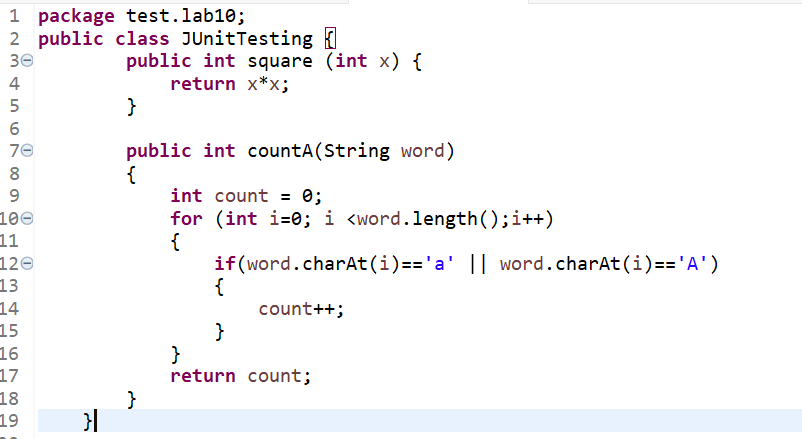 1 package test.lab10;
2 public class JUnitTesting {
3 public int square (int x) {
4 return x*x;
5 }
6
7 public int countA(String word)
8 {
9 int count = 0;
10 for (int i=0; i <word.length();i++)
11 {
12 if(word.charAt(i)=='a' || word.charAt(i)=='A')
13 {
14 count++;
15 }
16 }
17 return count;
18 }
19 }